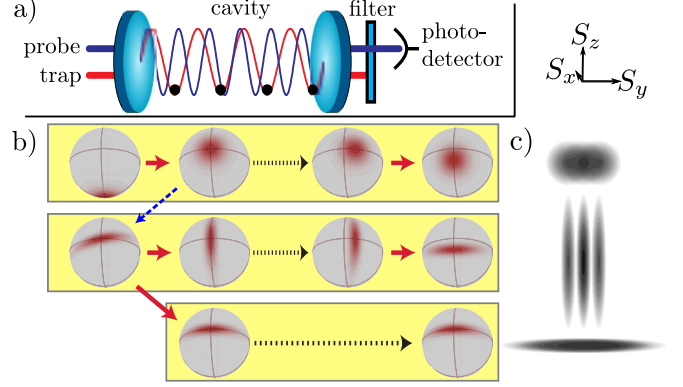 a)
cavity
filter
probe
trap
photo-
detector
S_z
S_x
S_y
b)
c)